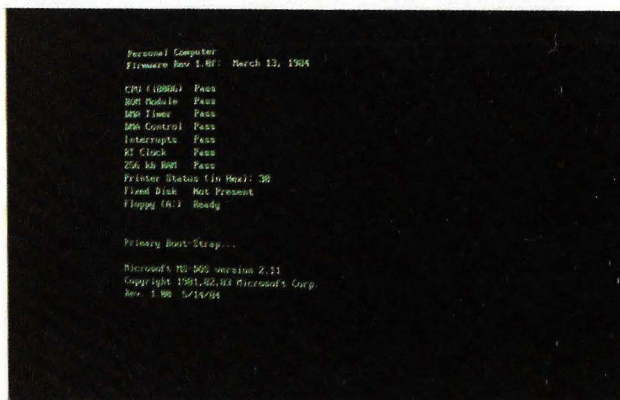 Personal Computer
Firmware Rev 1.0f: March 13, 1984
CPU (i8086) Pass
ROM Module Pass
DMA Timer Pass
DMA Control Pass
Interrupts Pass
RT Clock Pass
256 kb RAM Pass
Printer Status (in Hex): 30
Fixed Disk Not Present
Floppy (A:) Ready
Primary Boot-Strap...
Microsoft MS-DOS version 2.11
Copyright 1981,82,83 Microsoft Corp.
Rev. 1.00 5/14/84